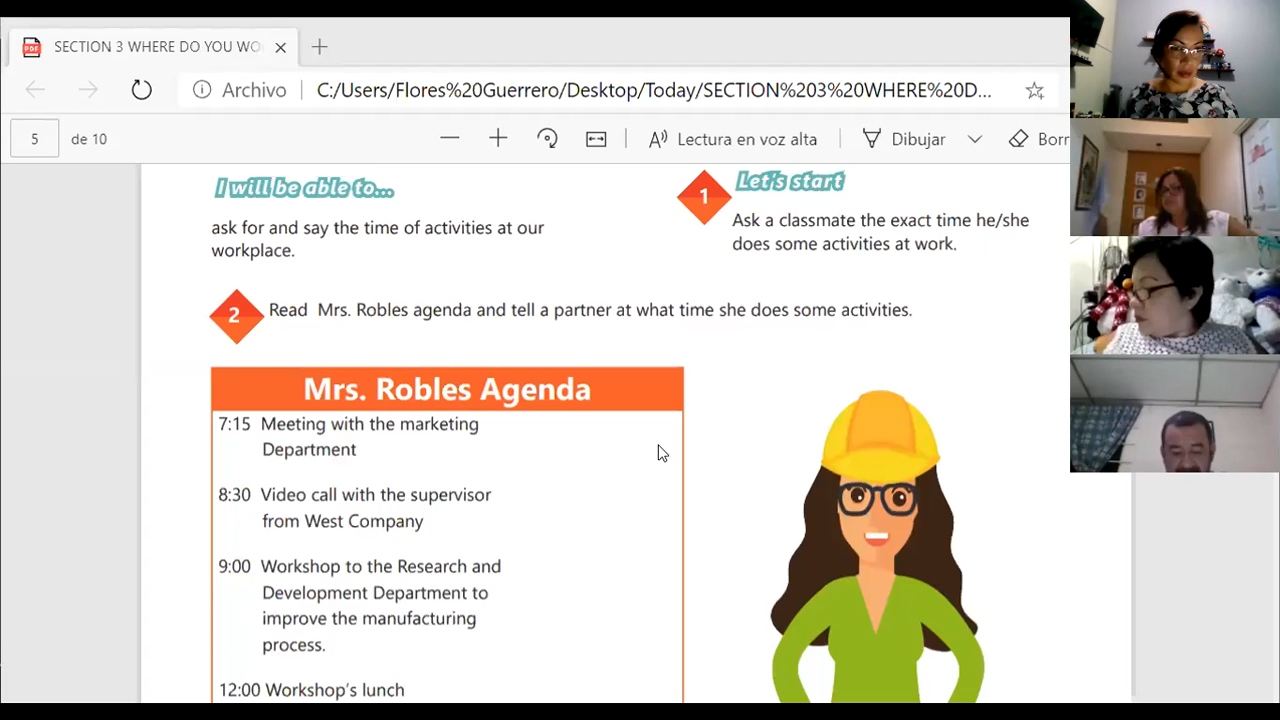 SECTION 3 WHERE DO YOU WO
Archivo
C:/Users/Flores%20Guerrero/Desktop/Today/SECTION%203%20WHERE%20D...
5
de 10
Lectura en voz alta
Dibujar
Borr
I will be able to...
ask for and say the time of activities at our
workplace.
1
Let's start
Ask a classmate the exact time he/she
does some activities at work.
2
Read Mrs. Robles agenda and tell a partner at what time she does some activities.
Mrs. Robles Agenda
7:15 Meeting with the marketing
Department
8:30 Video call with the supervisor
from West Company
9:00 Workshop to the Research and
Development Department to
improve the manufacturing
process.
12:00 Workshop's lunch